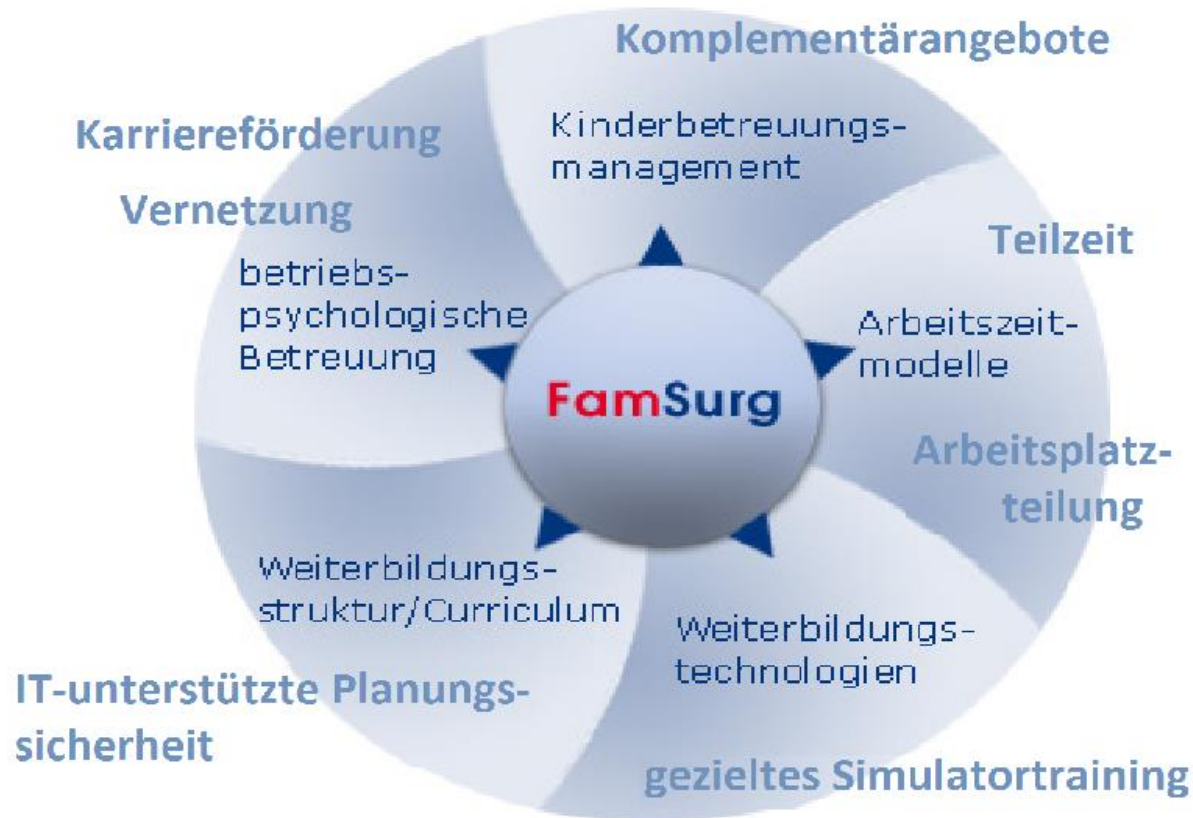 Komplementärangebote
Kinderbetreuungs-
management
Karriereförderung
Vernetzung
betriebs-
psychologische
Betreuung
Teilzeit
Arbeitszeit-
modelle
FamSurg
Arbeitsplatz-
teilung
Weiterbildungs-
struktur/Curriculum
Weiterbildungs-
technologien
IT-unterstützte Planungs-
sicherheit
gezieltes Simulatortraining